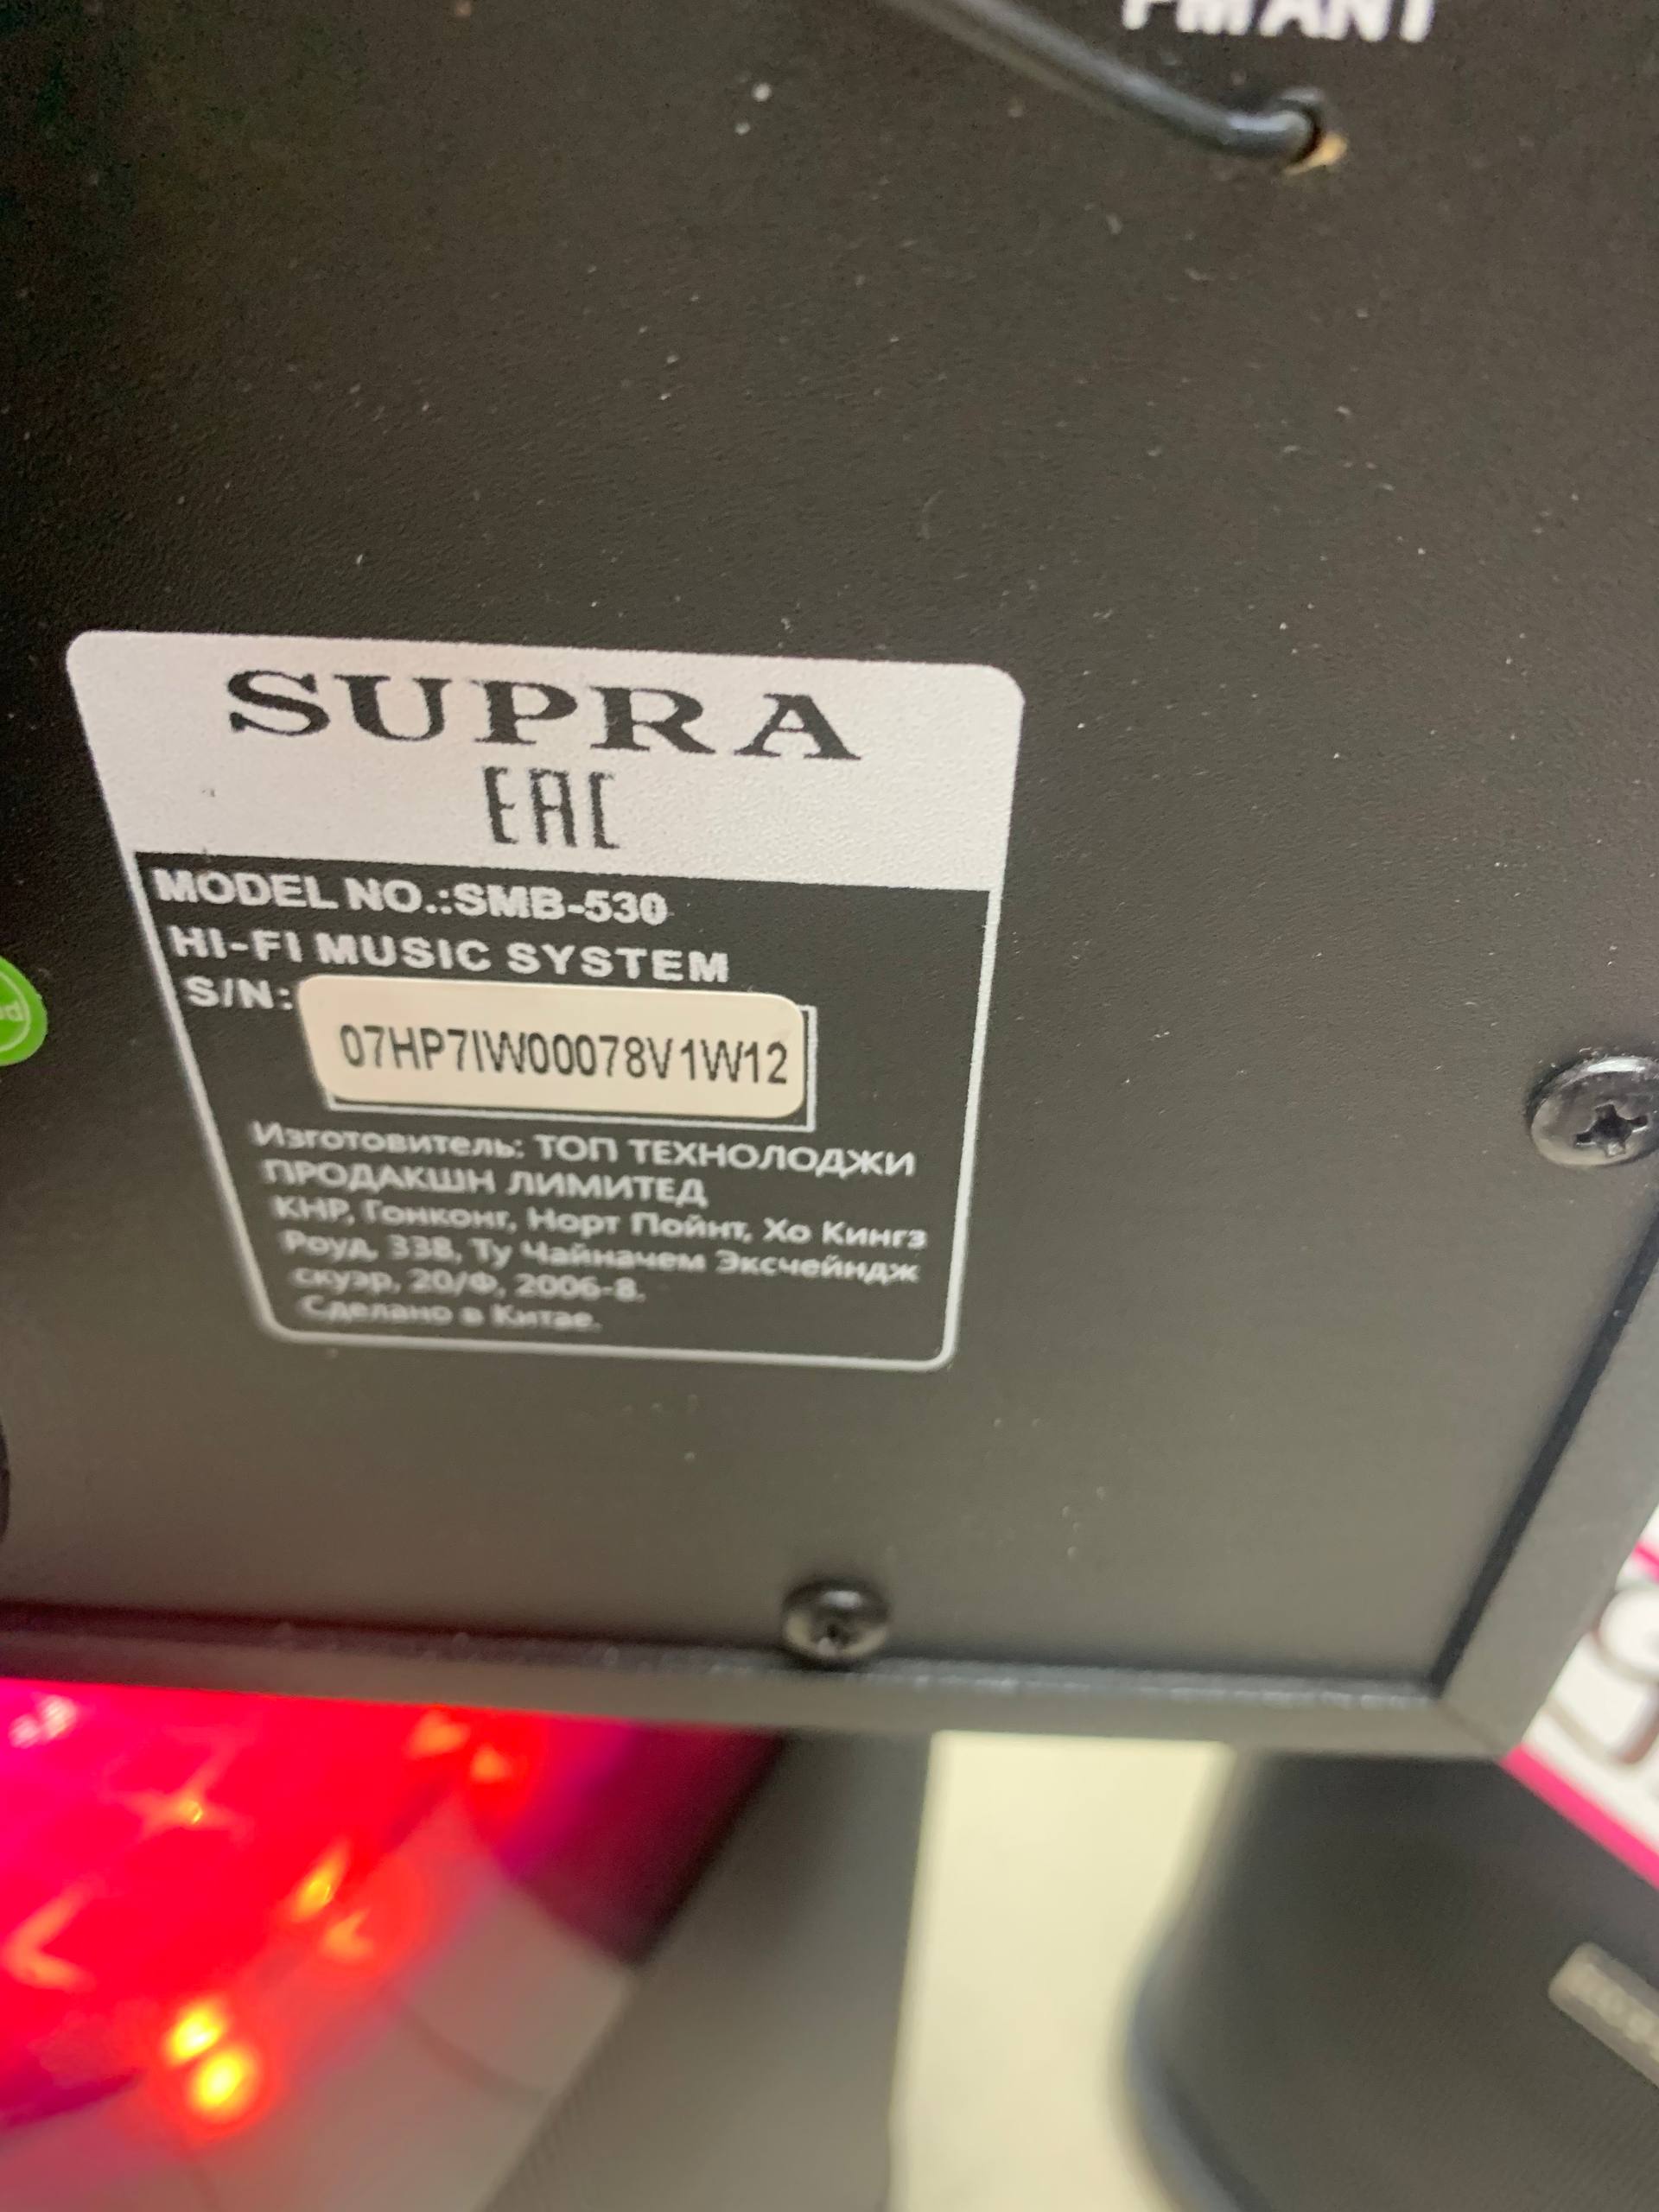 FM ANT
SUPRA
EAC
MODEL NO.:SMB-530
HI-FI MUSIC SYSTEM
S/N:
07HP7IW00078V1W12
Изготовитель: ТОП ТЕХНОЛОДЖИ
ПРОДАКШН ЛИМИТЕД
КНР, Гонконг, Норт Пойнт, Хо Кингз
Роуд, 338, Ту Чайначем Эксчейндж
скуэр, 20/Ф, 2006-8.
Сделано в Китае.